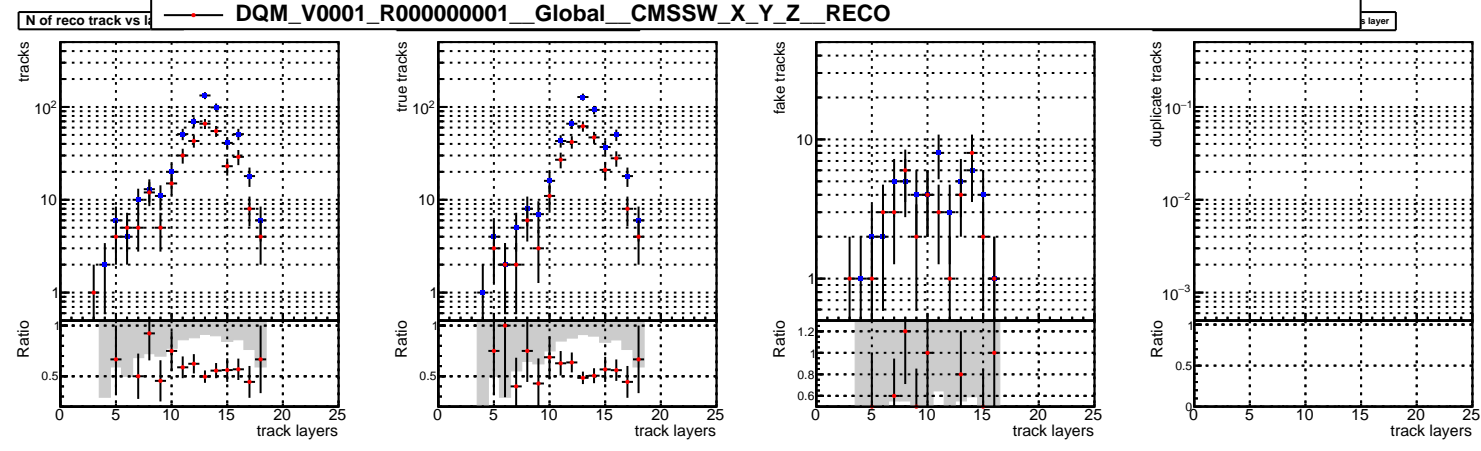 DQM_V0001_R000000001__Global__CMSSW_X_Y_Z__RECO
N of reco track vs la
s layer
tracks
10²
10
1
Ratio
1
0.5
0 5 10 15 20 25
track layers
true tracks
10²
10
1
Ratio
1
0.5
0 5 10 15 20 25
track layers
fake tracks
10
1
Ratio
1.2
1
0.8
0.6
0 5 10 15 20 25
track layers
duplicate tracks
10⁻¹
10⁻²
10⁻³
Ratio
1
0.5
0
0 5 10 15 20 25
track layers